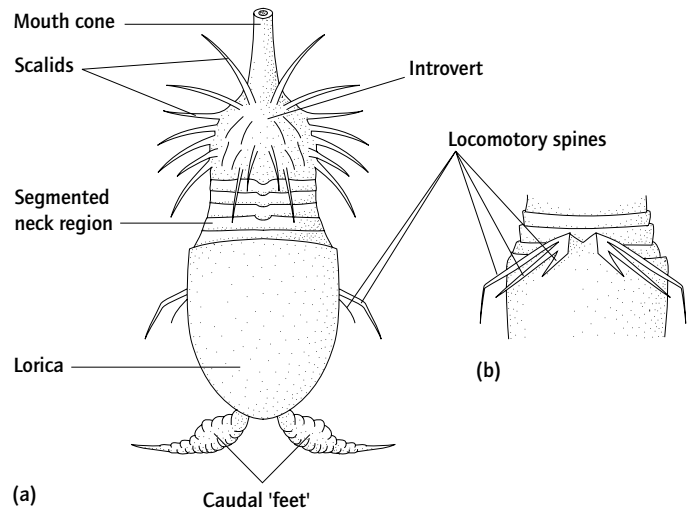 Mouth cone
Scalids
Introvert
Locomotory spines
Segmented
neck region
Lorica
(b)
(a)
Caudal 'feet'